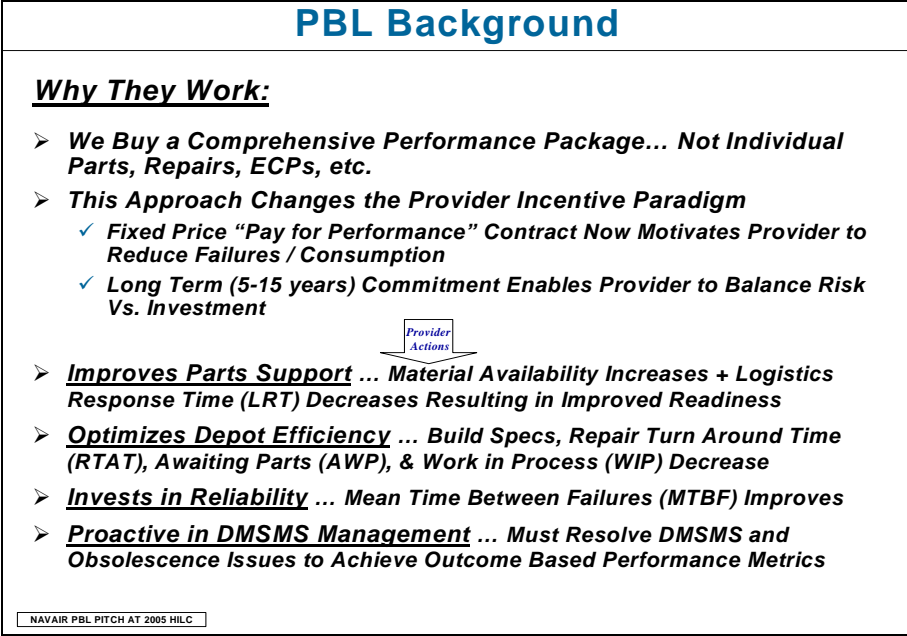 PBL Background
Why They Work:
➢ We Buy a Comprehensive Performance Package… Not Individual
Parts, Repairs, ECPs, etc.
➢ This Approach Changes the Provider Incentive Paradigm
✓ Fixed Price “Pay for Performance” Contract Now Motivates Provider to
Reduce Failures / Consumption
✓ Long Term (5-15 years) Commitment Enables Provider to Balance Risk
Vs. Investment
Provider
Actions
➢ Improves Parts Support … Material Availability Increases + Logistics
Response Time (LRT) Decreases Resulting in Improved Readiness
➢ Optimizes Depot Efficiency … Build Specs, Repair Turn Around Time
(RTAT), Awaiting Parts (AWP), & Work in Process (WIP) Decrease
➢ Invests in Reliability … Mean Time Between Failures (MTBF) Improves
➢ Proactive in DMSMS Management … Must Resolve DMSMS and
Obsolescence Issues to Achieve Outcome Based Performance Metrics
NAVAIR PBL PITCH AT 2005 HILC